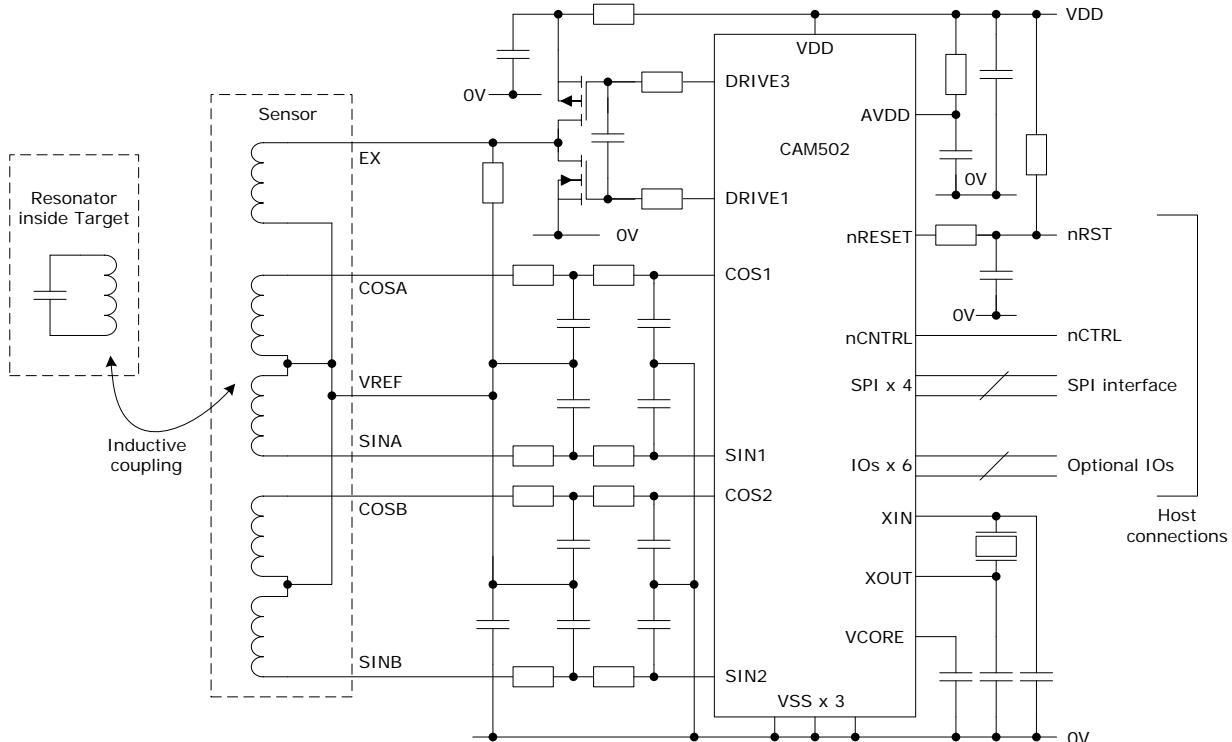 VDD
VDD
DRIVE3
0V
Sensor
AVDD
CAM502
EX
0V
Resonator
inside Target
DRIVE1
0V
nRESET
nRST
COS1
COSA
0V
nCNTRL
nCTRL
VREF
SPI x 4
SPI interface
Inductive
coupling
SINA
SIN1
IOs x 6
Optional IOs
COSB
COS2
XIN
Host
connections
XOUT
VCORE
SINB
SIN2
VSS x 3
0V